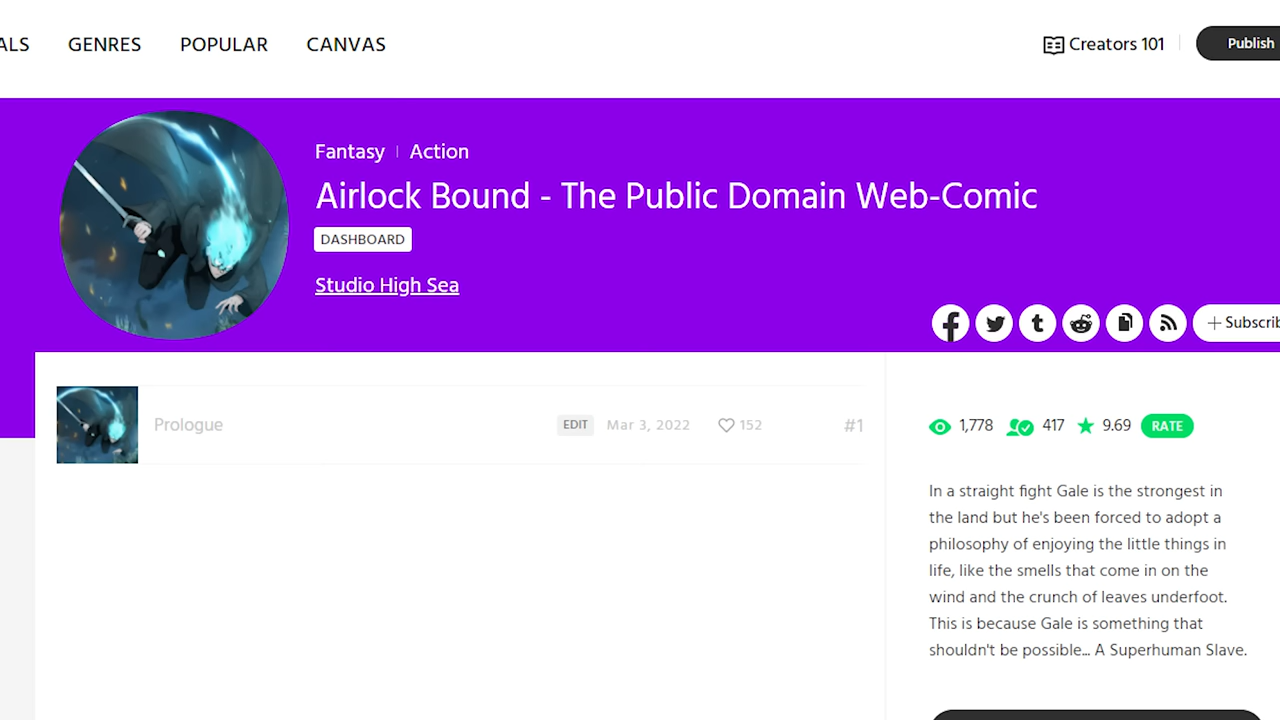 ALS GENRES POPULAR CANVAS Creators 101 Publish
Fantasy Action
Airlock Bound - The Public Domain Web-Comic
DASHBOARD
Studio High Sea
+ Subscrib
Prologue EDIT Mar 3, 2022 152 #1
1,778 417 9.69 RATE
In a straight fight Gale is the strongest in
the land but he's been forced to adopt a
philosophy of enjoying the little things in
life, like the smells that come in on the
wind and the crunch of leaves underfoot.
This is because Gale is something that
shouldn't be possible... A Superhuman Slave.